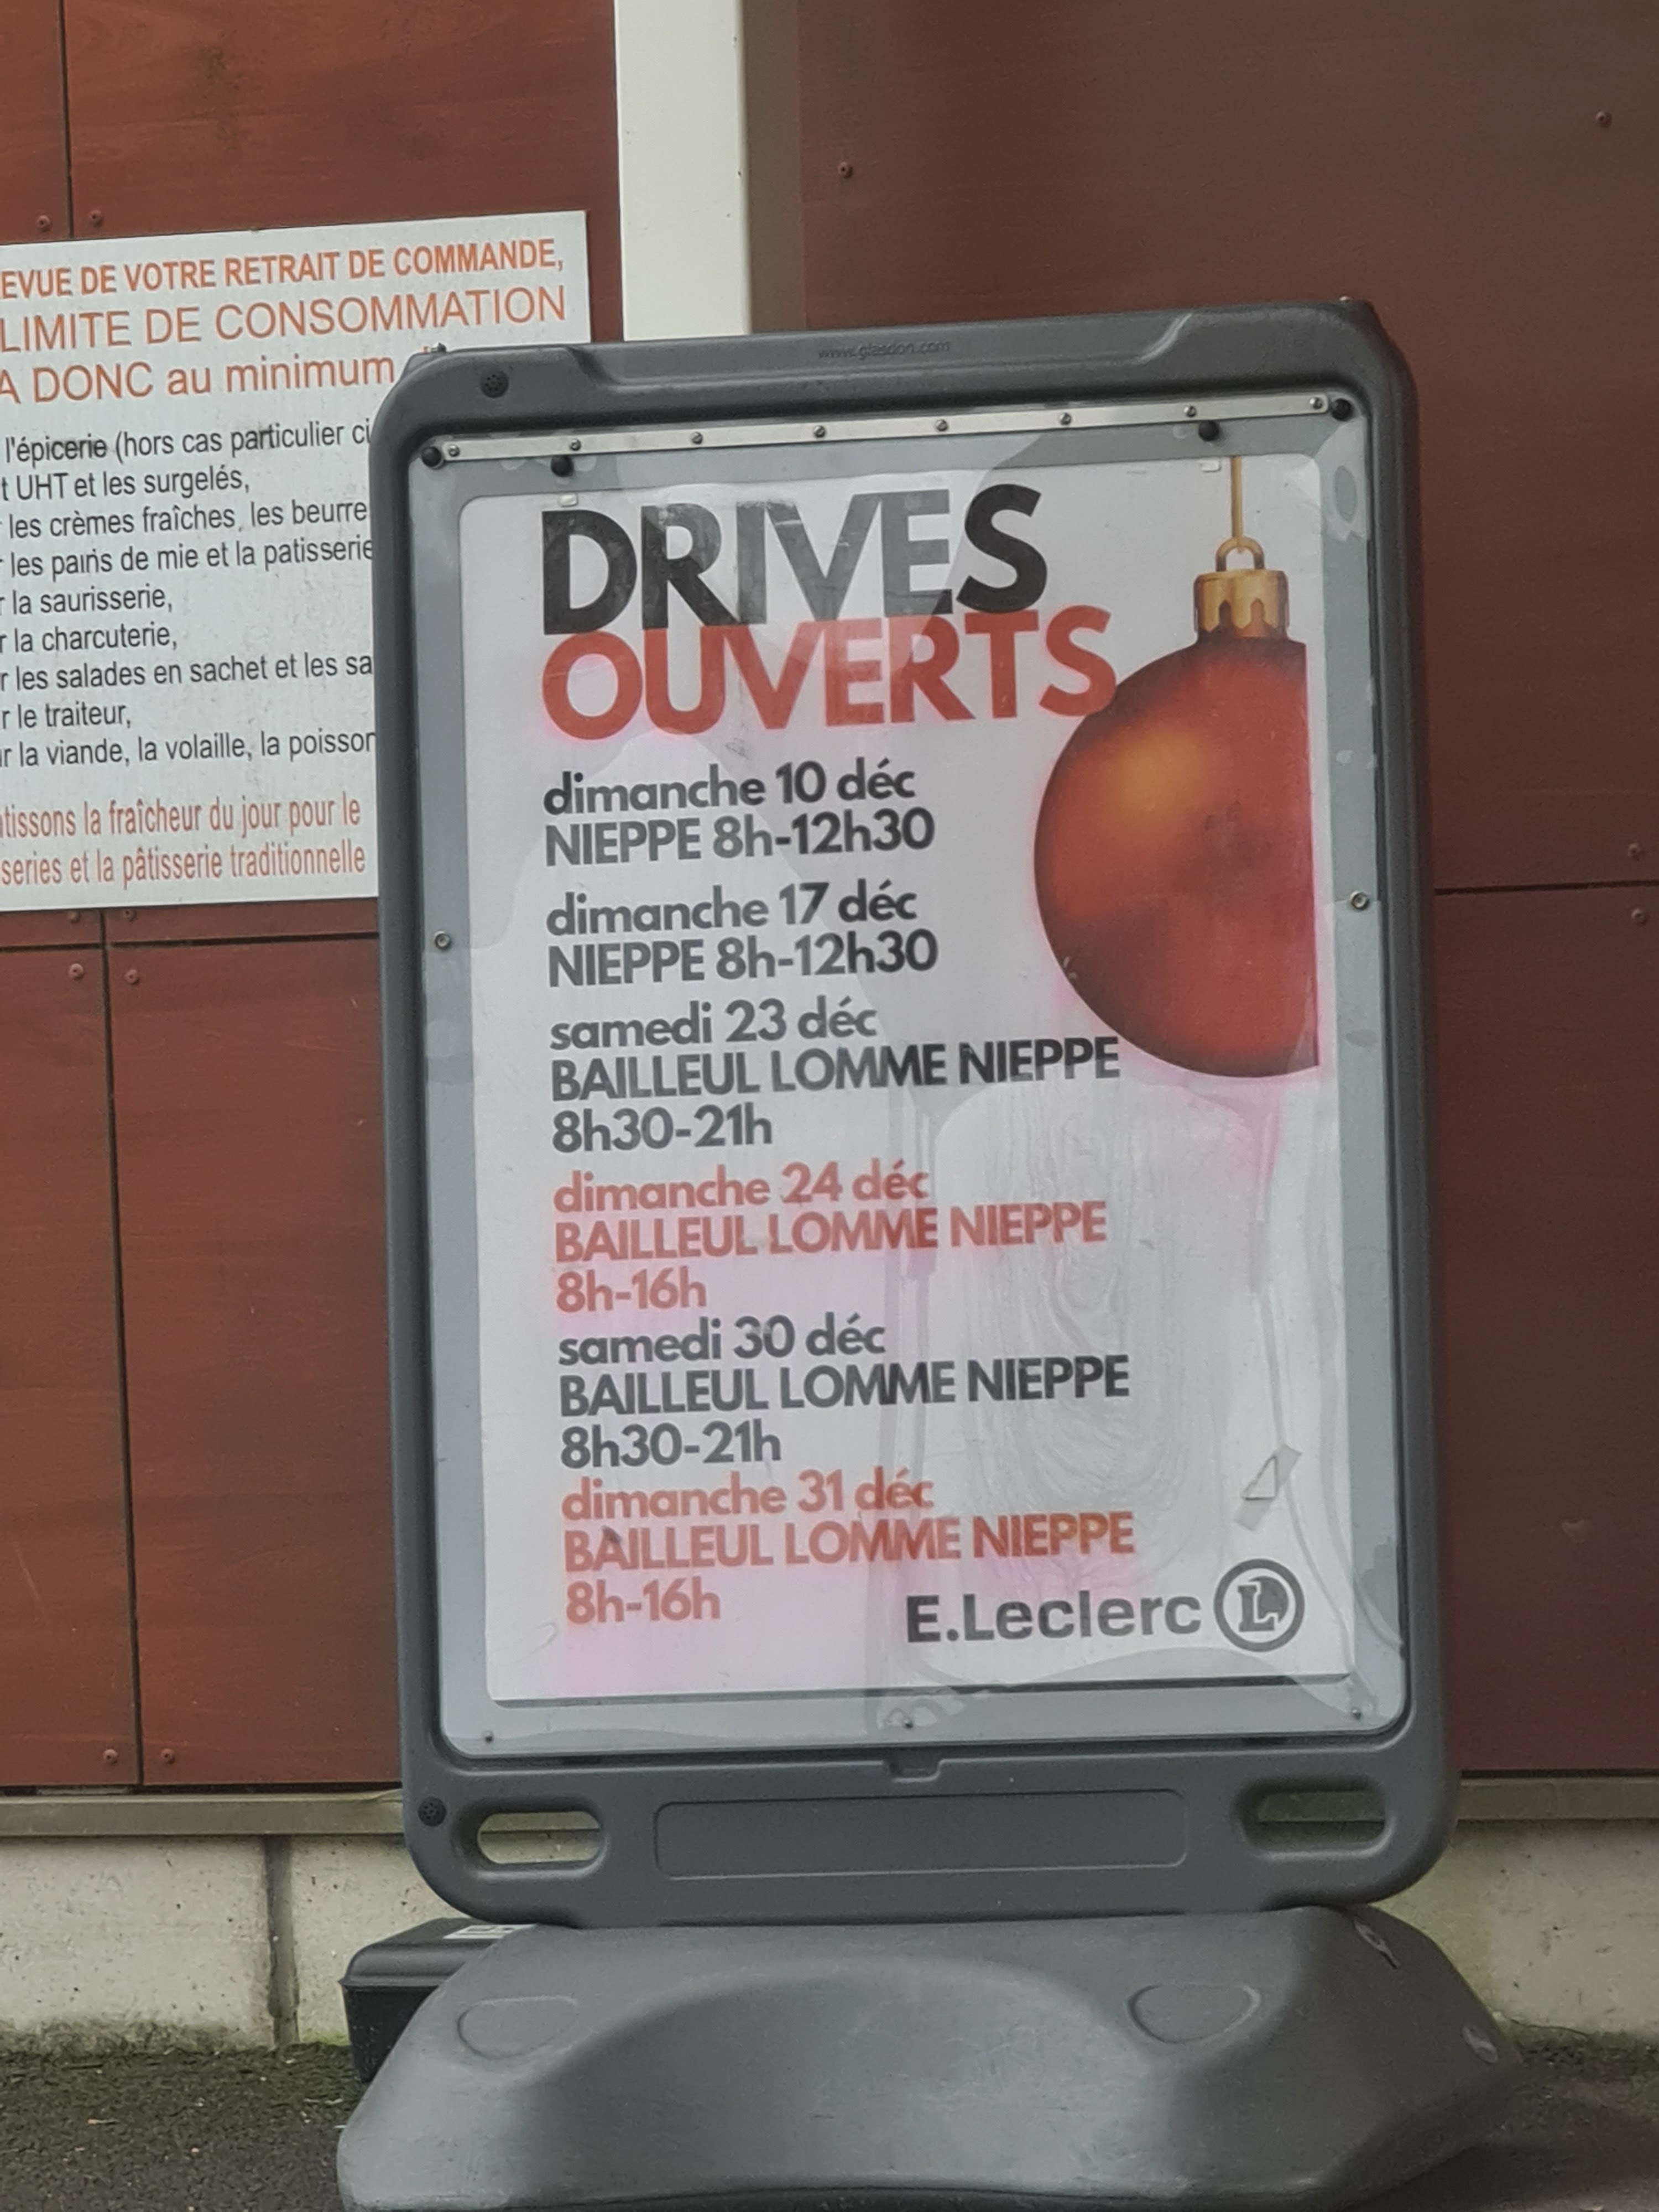 EVUE DE VOTRE RETRAIT DE COMMANDE,
LIMITE DE CONSOMMATION
A DONC au minimum
l'épicerie (hors cas particulier ci
t UHT et les surgelés,
les crèmes fraîches, les beurre
les pains de mie et la patisserie
r la saurisserie,
r la charcuterie,
r les salades en sachet et les sa
r le traiteur,
ur la viande, la volaille, la poisson
tissons la fraîcheur du jour pour le
series et la pâtisserie traditionnelle
www.glasdon.com
DRIVES
OUVERTS
dimanche 10 déc
NIEPPE 8h-12h30
dimanche 17 déc
NIEPPE 8h-12h30
samedi 23 déc
BAILLEUL LOMME NIEPPE
8h30-21h
dimanche 24 déc
BAILLEUL LOMME NIEPPE
8h-16h
samedi 30 déc
BAILLEUL LOMME NIEPPE
8h30-21h
dimanche 31 déc
BAILLEUL LOMME NIEPPE
8h-16h
E.Leclerc L